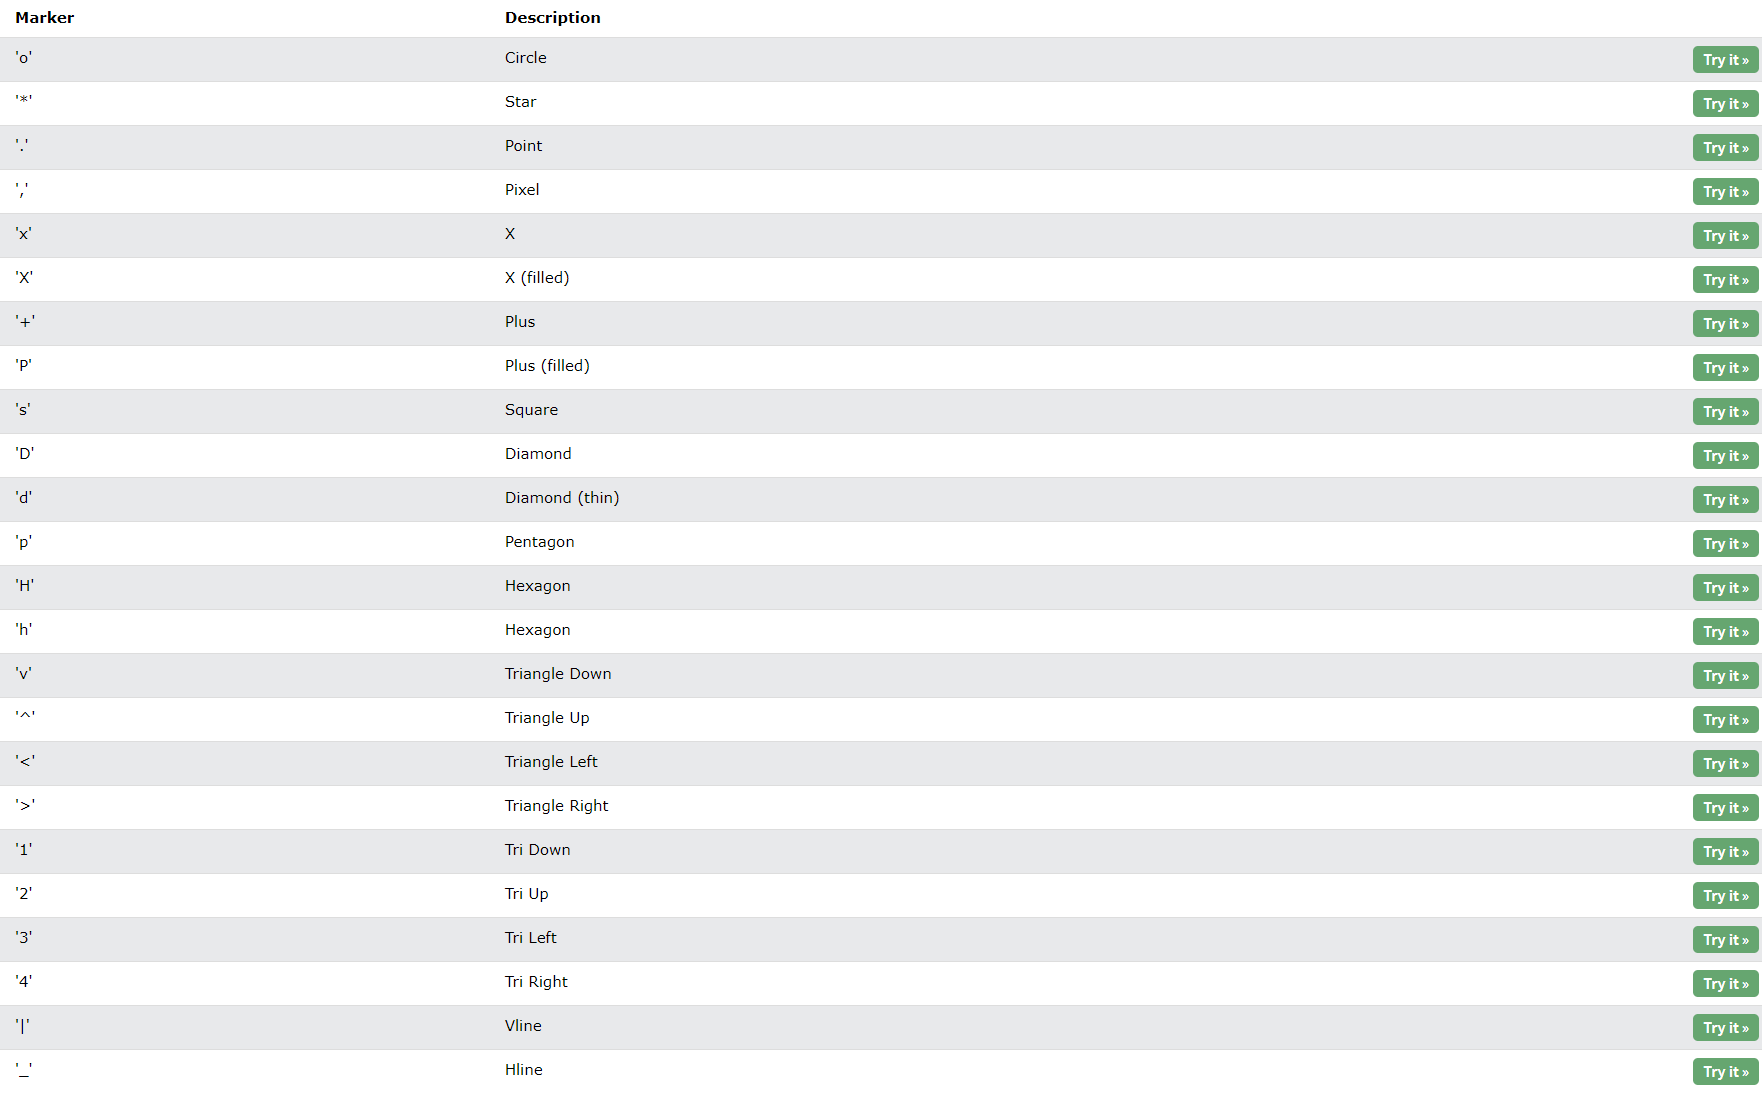 Marker Description
'o' Circle Try it »
'*' Star Try it »
'.' Point Try it »
',' Pixel Try it »
'x' X Try it »
'X' X (filled) Try it »
'+' Plus Try it »
'P' Plus (filled) Try it »
's' Square Try it »
'D' Diamond Try it »
'd' Diamond (thin) Try it »
'p' Pentagon Try it »
'H' Hexagon Try it »
'h' Hexagon Try it »
'v' Triangle Down Try it »
'^' Triangle Up Try it »
'<' Triangle Left Try it »
'>' Triangle Right Try it »
'1' Tri Down Try it »
'2' Tri Up Try it »
'3' Tri Left Try it »
'4' Tri Right Try it »
'|' Vline Try it »
'_' Hline Try it »